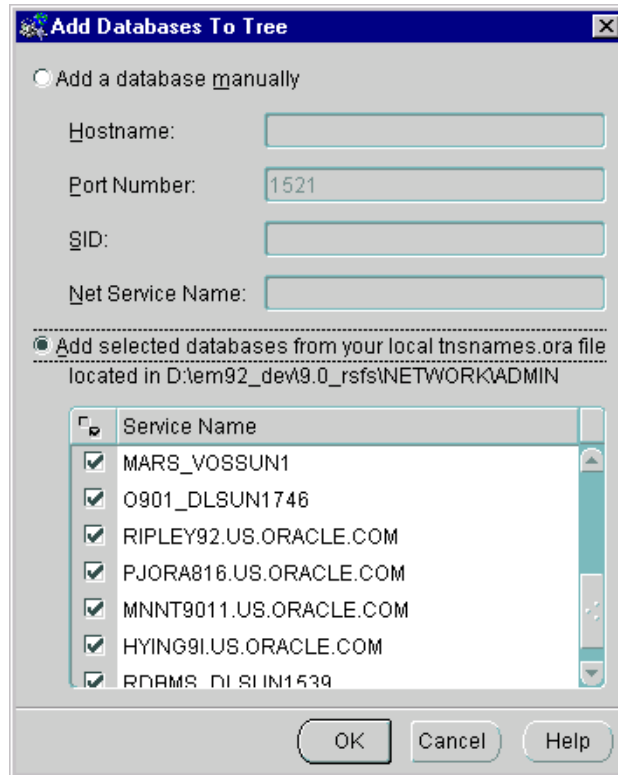 Add Databases To Tree
Add a database manually
Hostname:
Port Number: 1521
SID:
Net Service Name:
Add selected databases from your local tnsnames.ora file
located in D:\em92_dev\9.0_rsfs\NETWORK\ADMIN
Service Name
MARS_VOSSUN1
O901_DLSUN1746
RIPLEY92.US.ORACLE.COM
PJORA816.US.ORACLE.COM
MNNT9011.US.ORACLE.COM
HYING9I.US.ORACLE.COM
RDBMS_DLSUN1539
OK Cancel Help